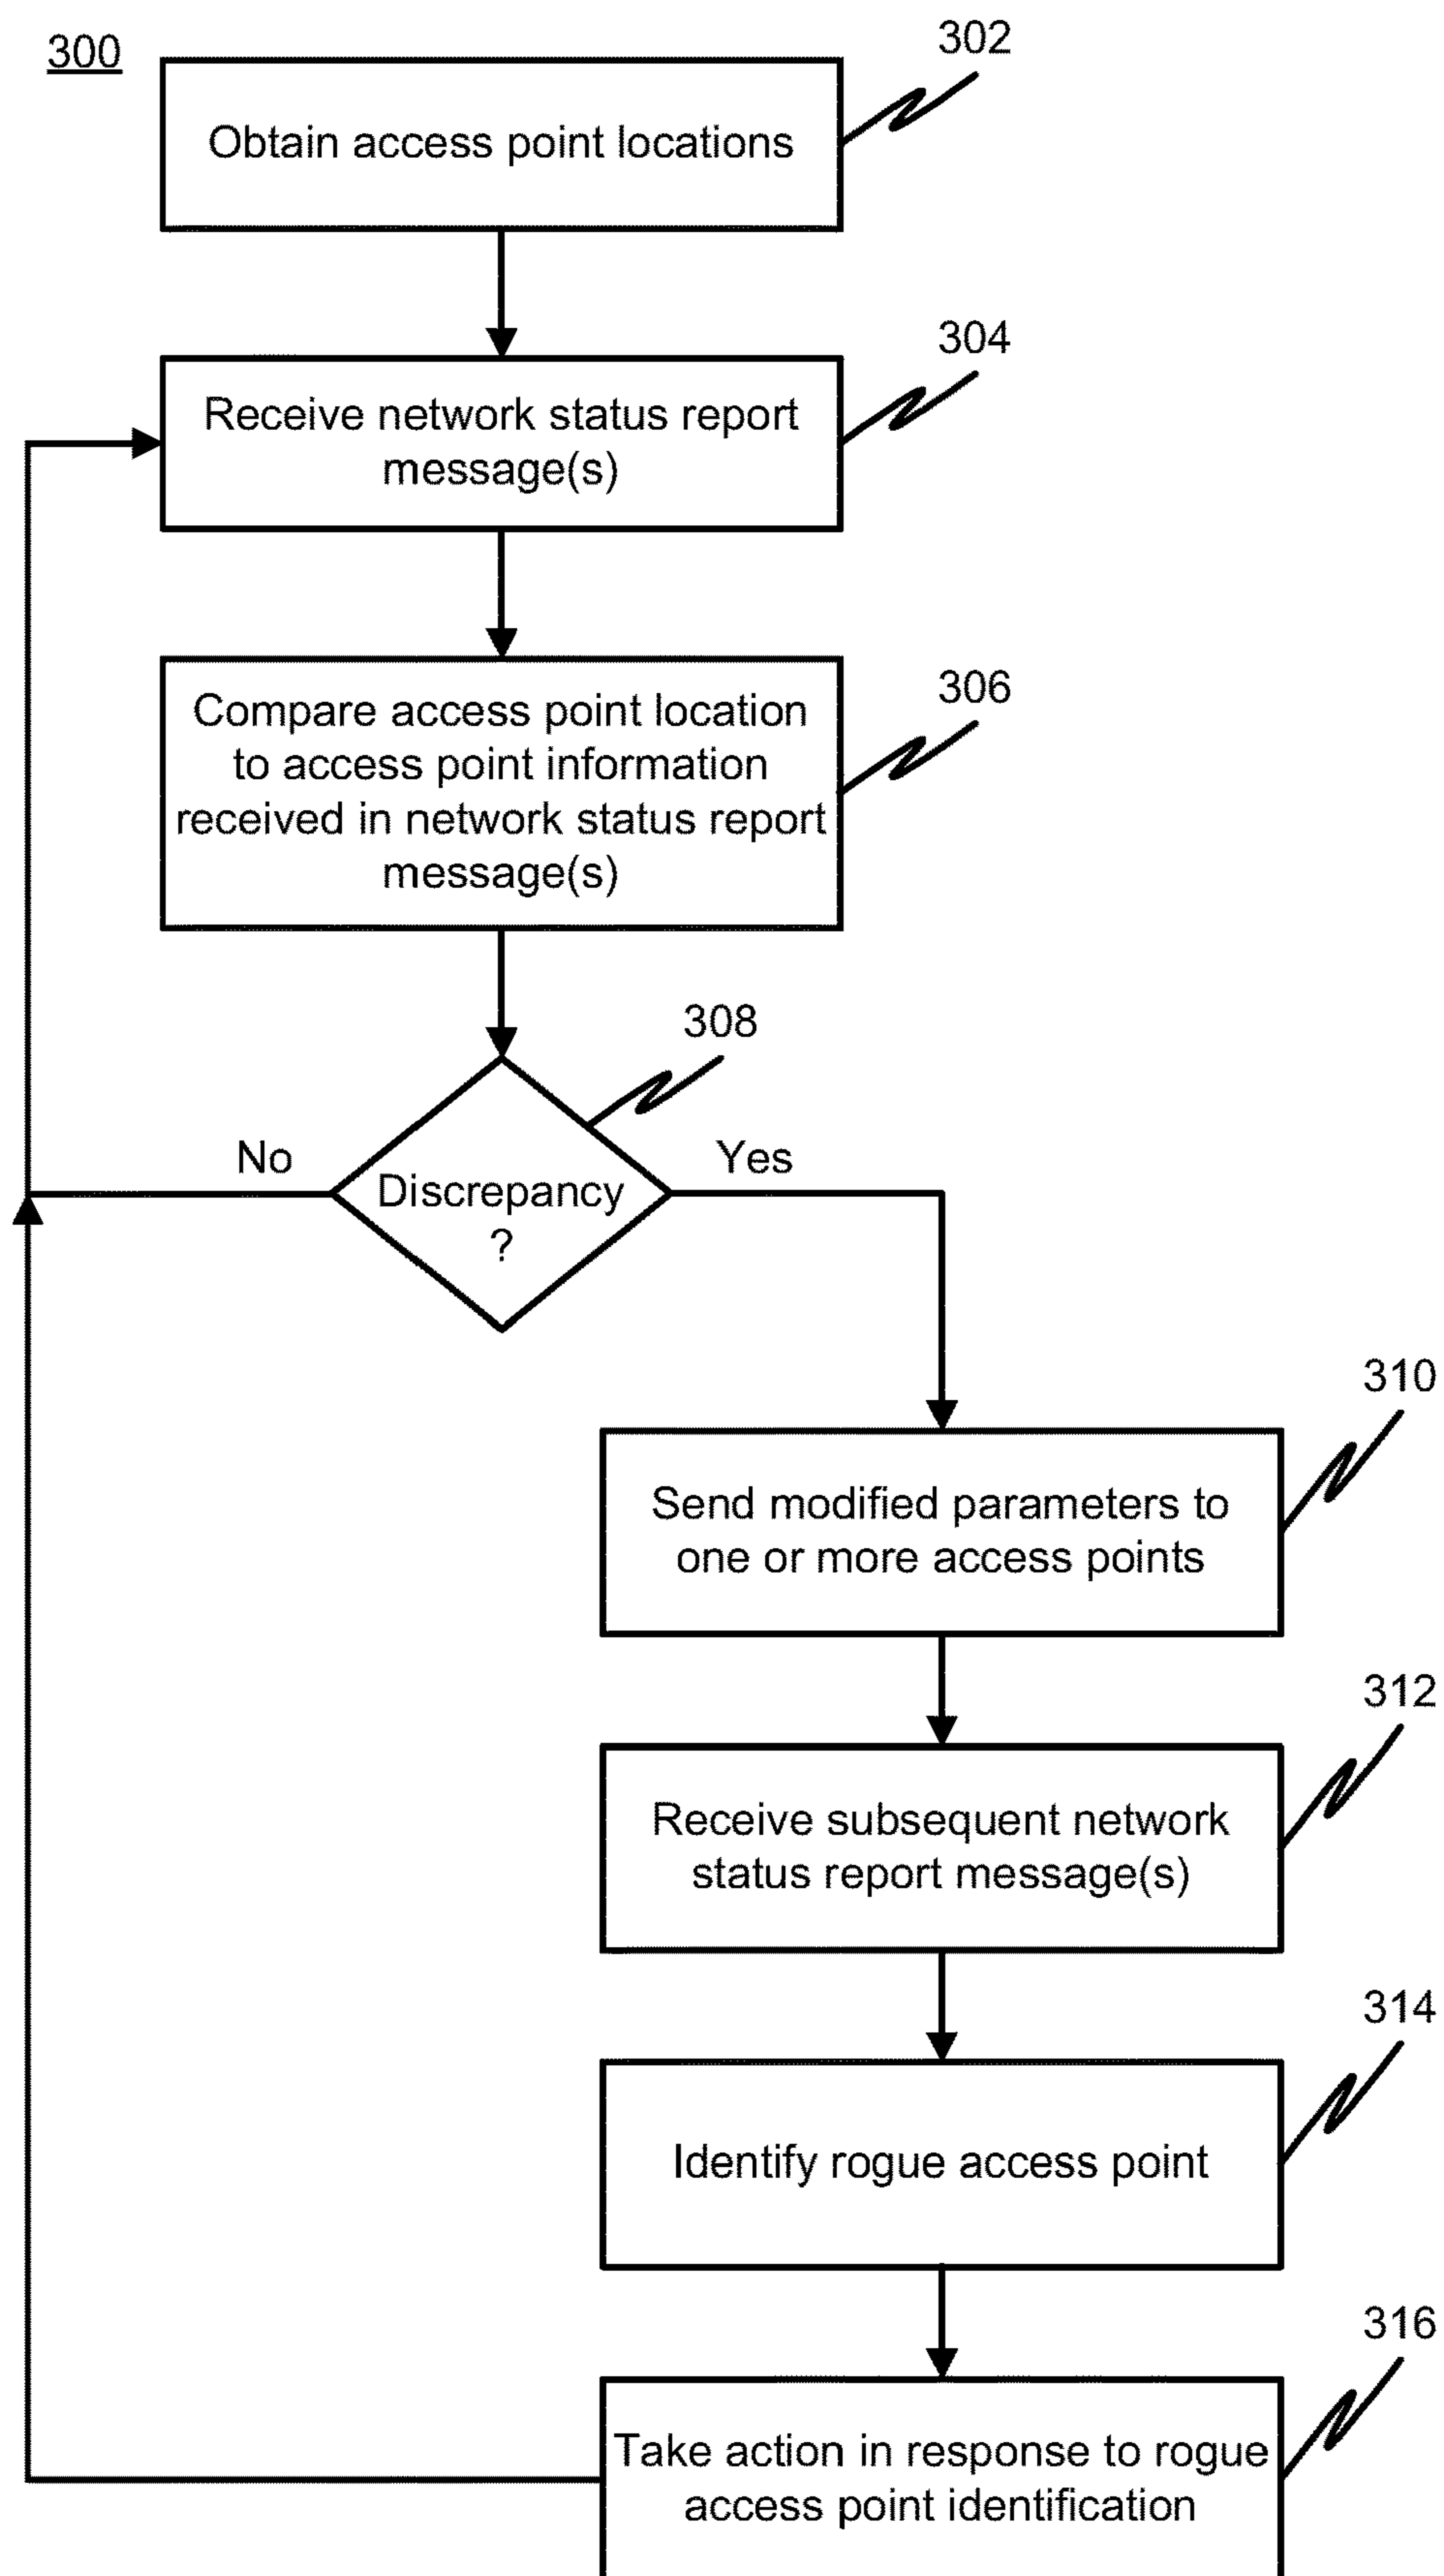 300
302
Obtain access point locations
304
Receive network status report
message(s)
306
Compare access point location
to access point information
received in network status report
message(s)
308
No
Yes
Discrepancy
?
310
Send modified parameters to
one or more access points
312
Receive subsequent network
status report message(s)
314
Identify rogue access point
316
Take action in response to rogue
access point identification